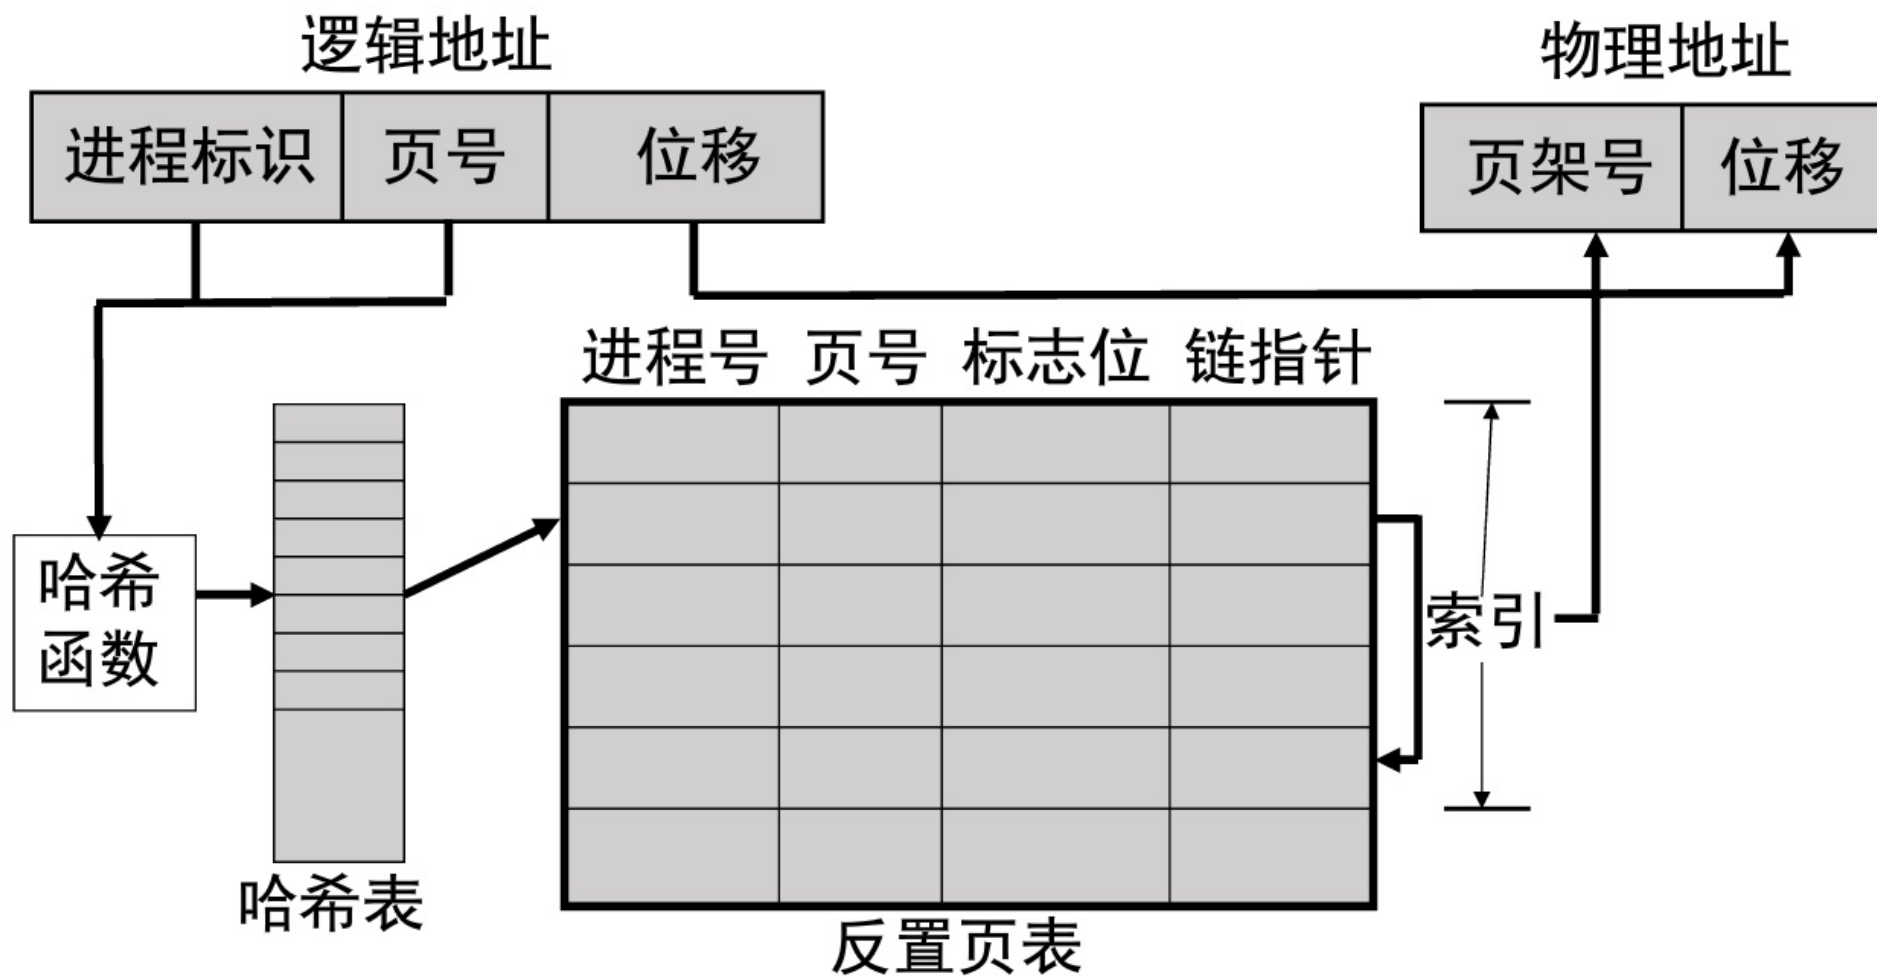 逻辑地址
物理地址
进程标识 页号 位移
页架号 位移
进程号 页号 标志位 链指针
哈希
函数
索引
哈希表
反置页表